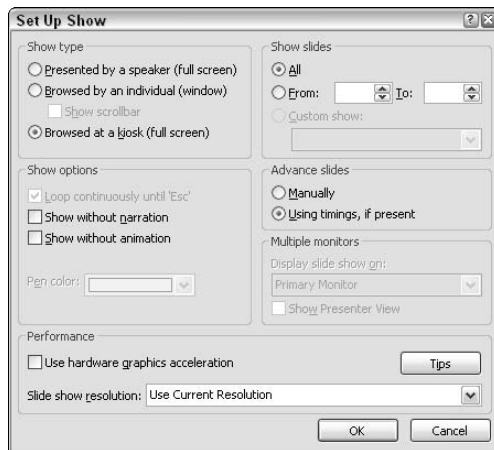 Set Up Show
Show type
Presented by a speaker (full screen)
Browsed by an individual (window)
Show scrollbar
Browsed at a kiosk (full screen)
Show slides
All
From: To:
Custom show:
Show options
Loop continuously until 'Esc'
Show without narration
Show without animation
Pen color:
Advance slides
Manually
Using timings, if present
Multiple monitors
Display slide show on:
Primary Monitor
Show Presenter View
Performance
Use hardware graphics acceleration
Tips
Slide show resolution: Use Current Resolution
OK Cancel